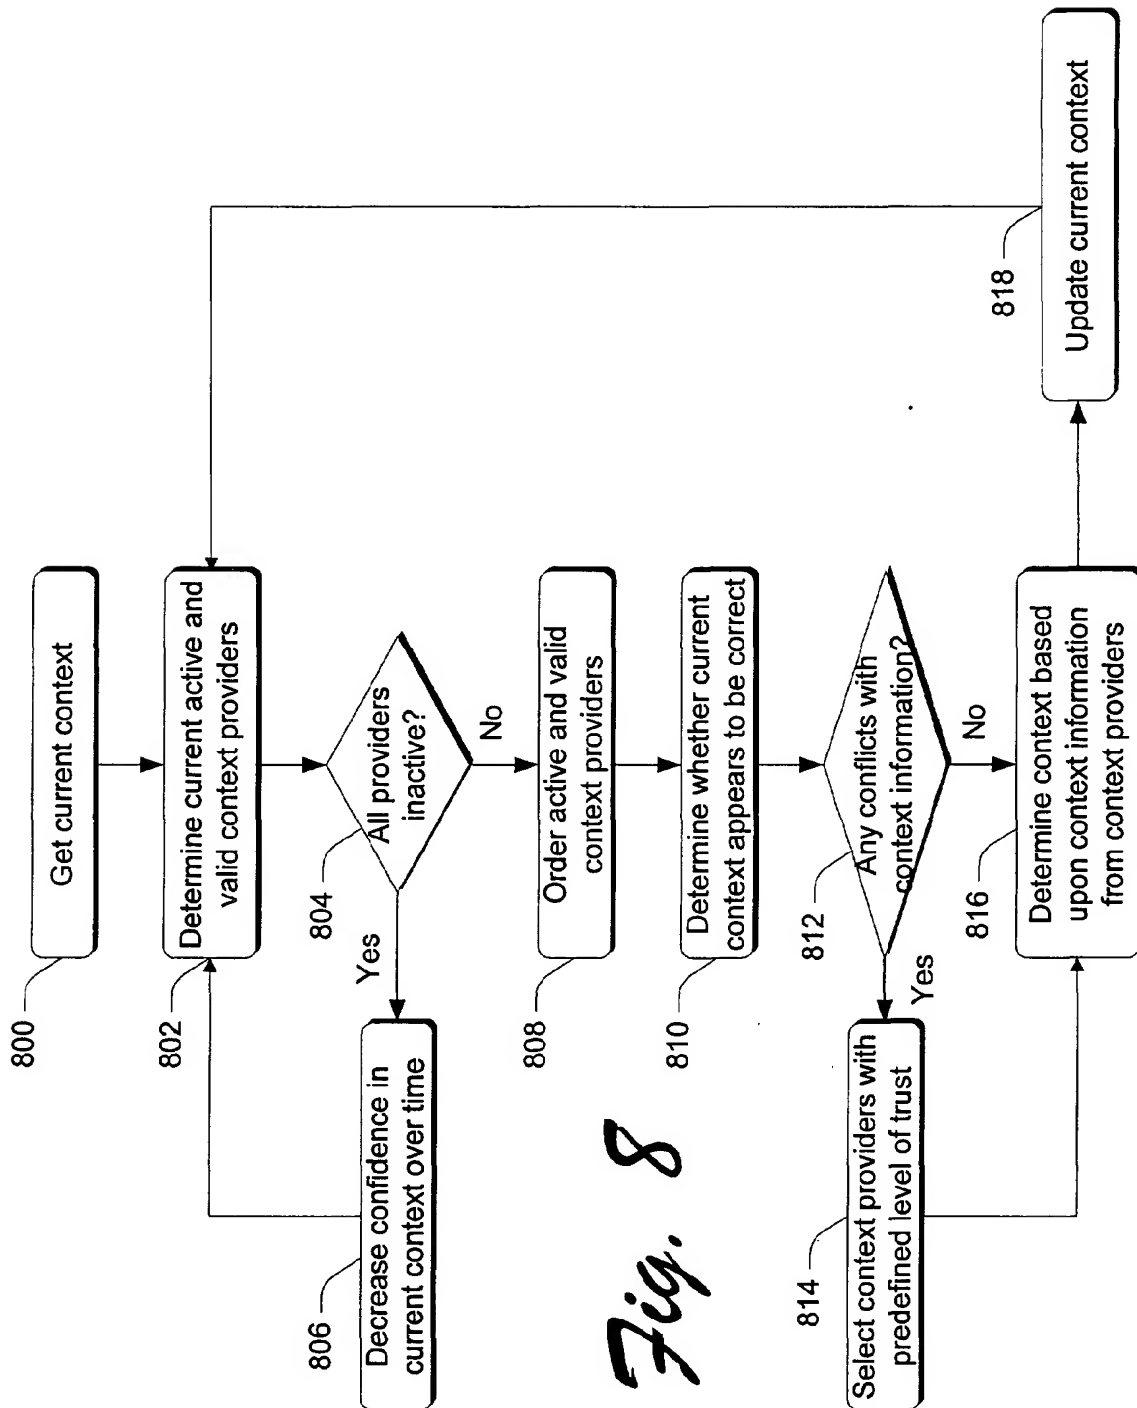 800
Get current context
802
Determine current active and
valid context providers
804
All providers
inactive?
Yes
No
806
Decrease confidence in
current context over time
808
Order active and valid
context providers
810
Determine whether current
context appears to be correct
812
Any conflicts with
context information?
Yes
No
814
Select context providers with
predefined level of trust
816
Determine context based
upon context information
from context providers
818
Update current context
Fig. 8